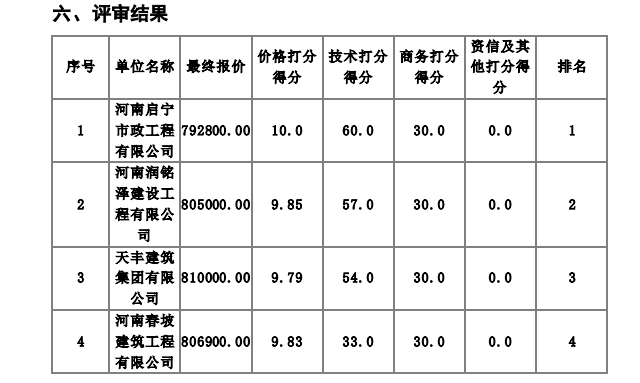 六、评审结果
序号 单位名称 最终报价 价格打分得分 技术打分得分 商务打分得分 资信及其他打分得分 排名
1 河南启宁市政工程有限公司 792800.00 10.0 60.0 30.0 0.0 1
2 河南润铭泽建设工程有限公司 805000.00 9.85 57.0 30.0 0.0 2
3 天丰建筑集团有限公司 810000.00 9.79 54.0 30.0 0.0 3
4 河南春坡建筑工程有限公司 806900.00 9.83 33.0 30.0 0.0 4